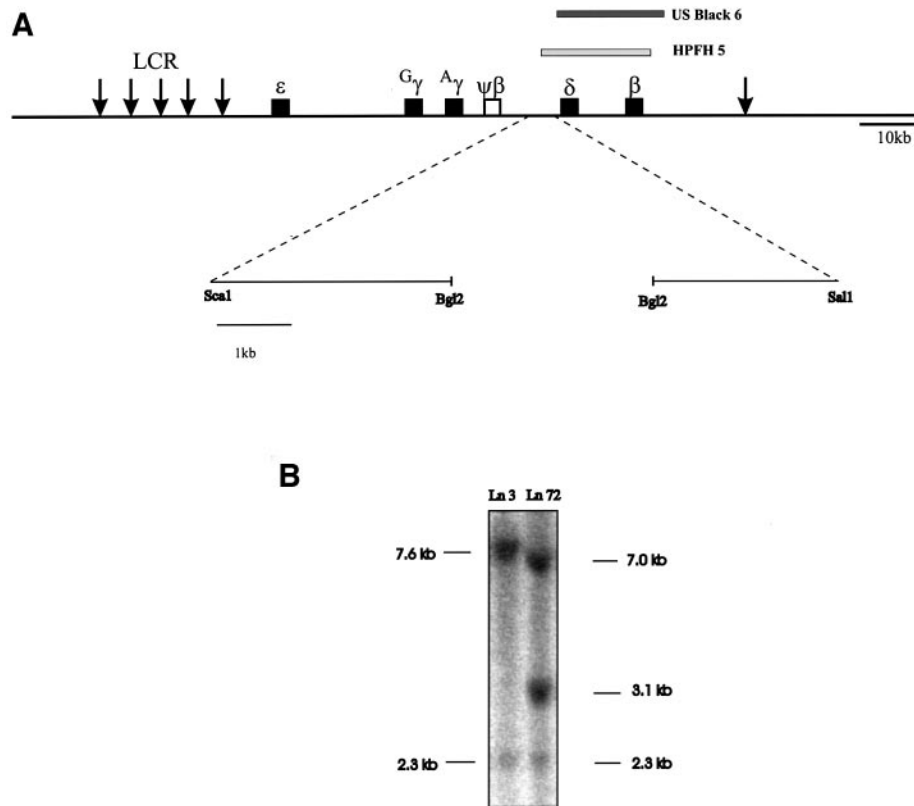 A
US Black 6
HPFH 5
LCR
ε
Gγ
Aγ
ψβ
δ
β
10kb
Sca1
Bgl2
Bgl2
Sal1
1kb
B
Ln 3 Ln 72
7.6 kb
7.0 kb
3.1 kb
2.3 kb
2.3 kb